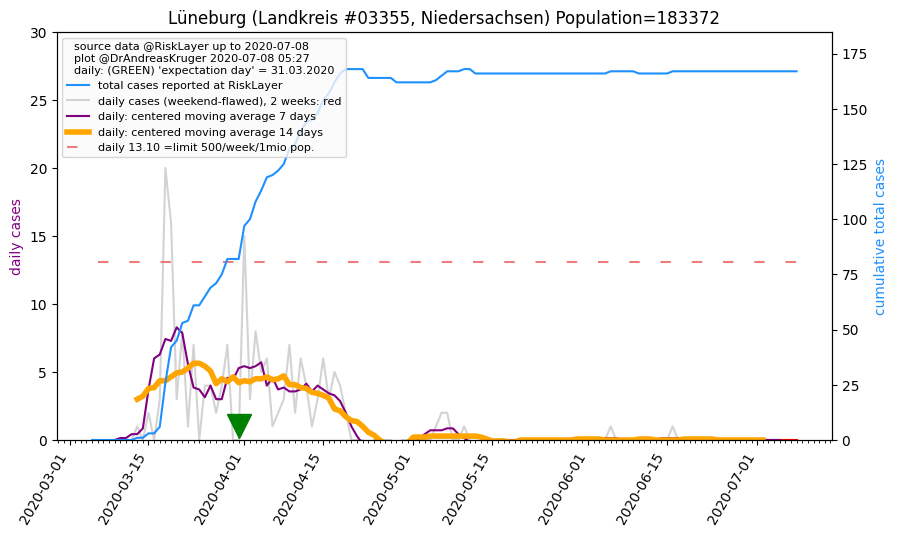 Lüneburg (Landkreis #03355, Niedersachsen) Population=183372
source data @RiskLayer up to 2020-07-08
plot @DrAndreasKruger 2020-07-08 05:27
daily: (GREEN) 'expectation day' = 31.03.2020
total cases reported at RiskLayer
daily cases (weekend-flawed), 2 weeks: red
daily: centered moving average 7 days
daily: centered moving average 14 days
daily 13.10 =limit 500/week/1mio pop.
daily cases
30
25
20
15
10
5
0
cumulative total cases
175
150
125
100
75
50
25
0
2020-03-01
2020-03-15
2020-04-01
2020-04-15
2020-05-01
2020-05-15
2020-06-01
2020-06-15
2020-07-01